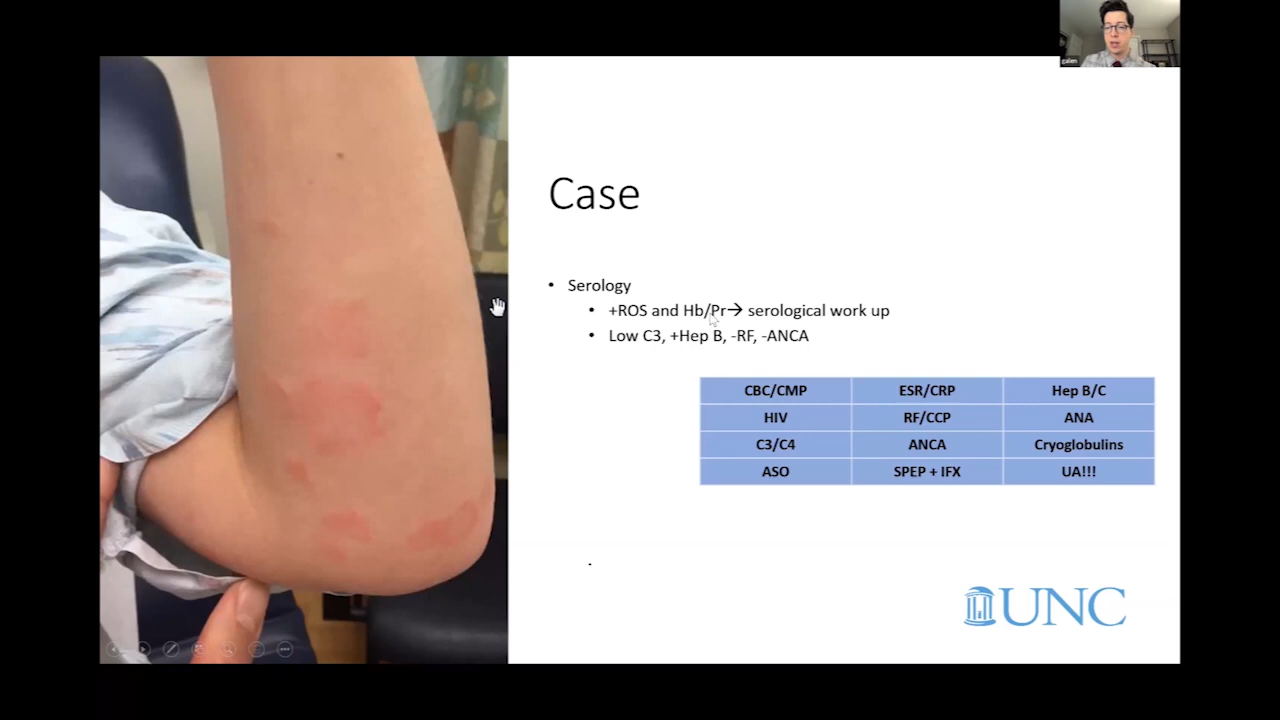 galen
Case
• Serology
• +ROS and Hb/Pr→ serological work up
• Low C3, +Hep B, -RF, -ANCA
CBC/CMP ESR/CRP Hep B/C
HIV RF/CCP ANA
C3/C4 ANCA Cryoglobulins
ASO SPEP + IFX UA!!!
.
UNC